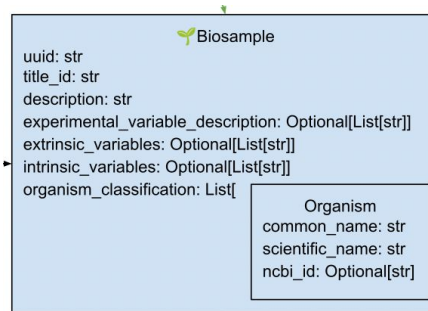 🌱Biosample
uuid: str
title_id: str
description: str
experimental_variable_description: Optional[List[str]]
extrinsic_variables: Optional[List[str]]
intrinsic_variables: Optional[List[str]]
organism_classification: List[
Organism
common_name: str
scientific_name: str
ncbi_id: Optional[str]